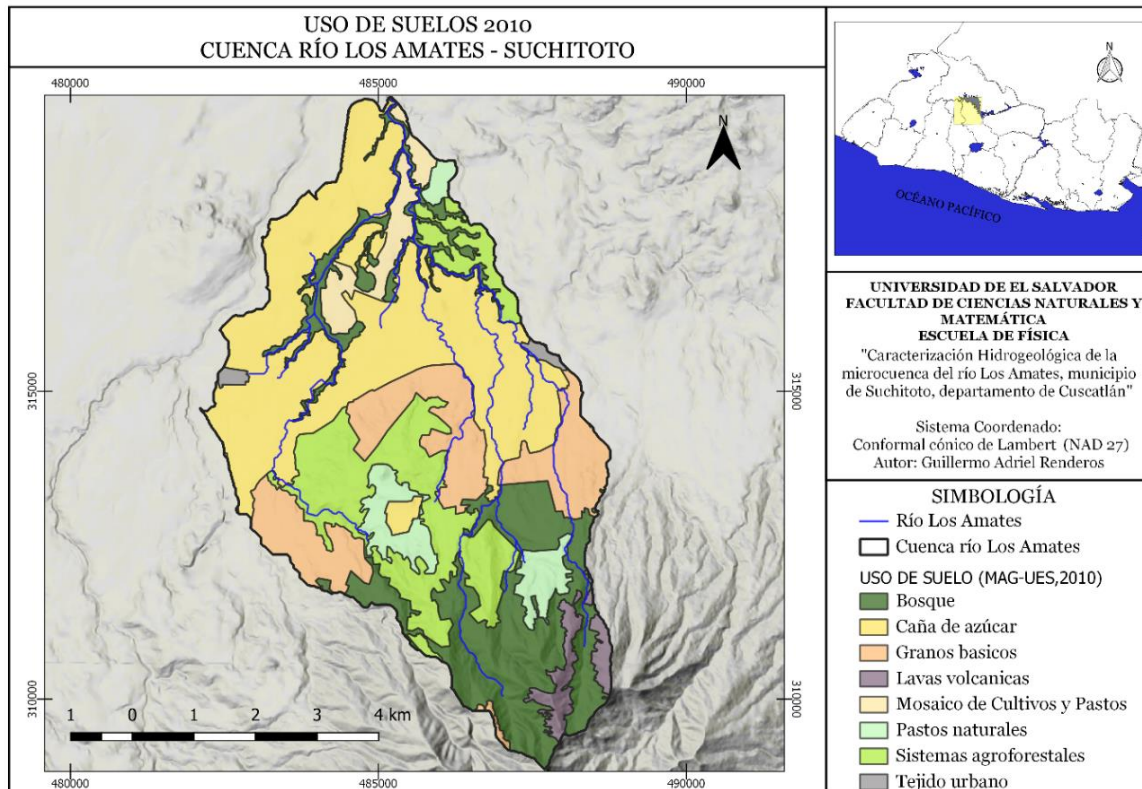 USO DE SUELOS 2010
CUENCA RÍO LOS AMATES - SUCHITOTO
480000
485000
490000
N
315000
315000
310000
310000
1 0 1 2 3 4 km
480000
485000
490000
N
OCÉANO PACÍFICO
UNIVERSIDAD DE EL SALVADOR
FACULTAD DE CIENCIAS NATURALES Y
MATEMÁTICA
ESCUELA DE FÍSICA
"Caracterización Hidrogeológica de la
microcuenca del río Los Amates, municipio
de Suchitoto, departamento de Cuscatlán"
Sistema Coordenado:
Conformal cónico de Lambert (NAD 27)
Autor: Guillermo Adriel Renderos
SIMBOLOGÍA
Río Los Amates
Cuenca río Los Amates
USO DE SUELO (MAG-UES,2010)
Bosque
Caña de azúcar
Granos basicos
Lavas volcanicas
Mosaico de Cultivos y Pastos
Pastos naturales
Sistemas agroforestales
Tejido urbano